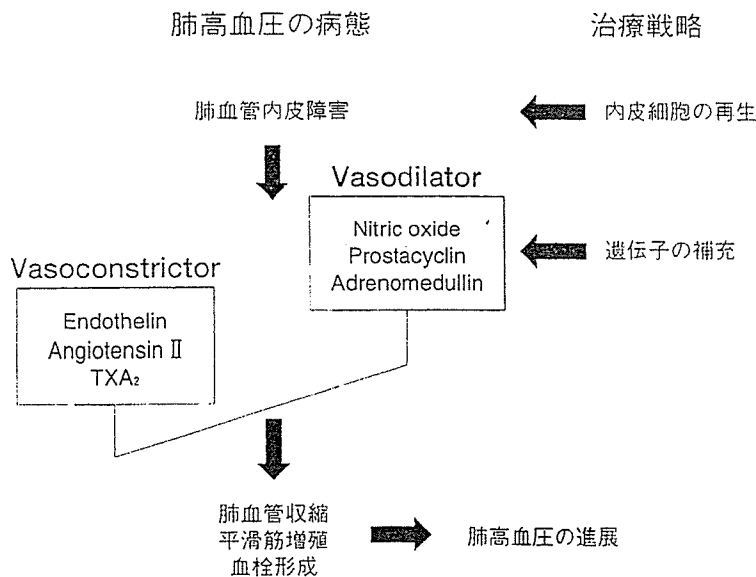 肺高血圧の病態
治療戦略
肺血管内皮障害
内皮細胞の再生
Vasodilator
Nitric oxide
Prostacyclin
Adrenomedullin
遺伝子の補充
Vasoconstrictor
Endothelin
Angiotensin II
TXA₂
肺血管収縮
平滑筋増殖
血栓形成
肺高血圧の進展